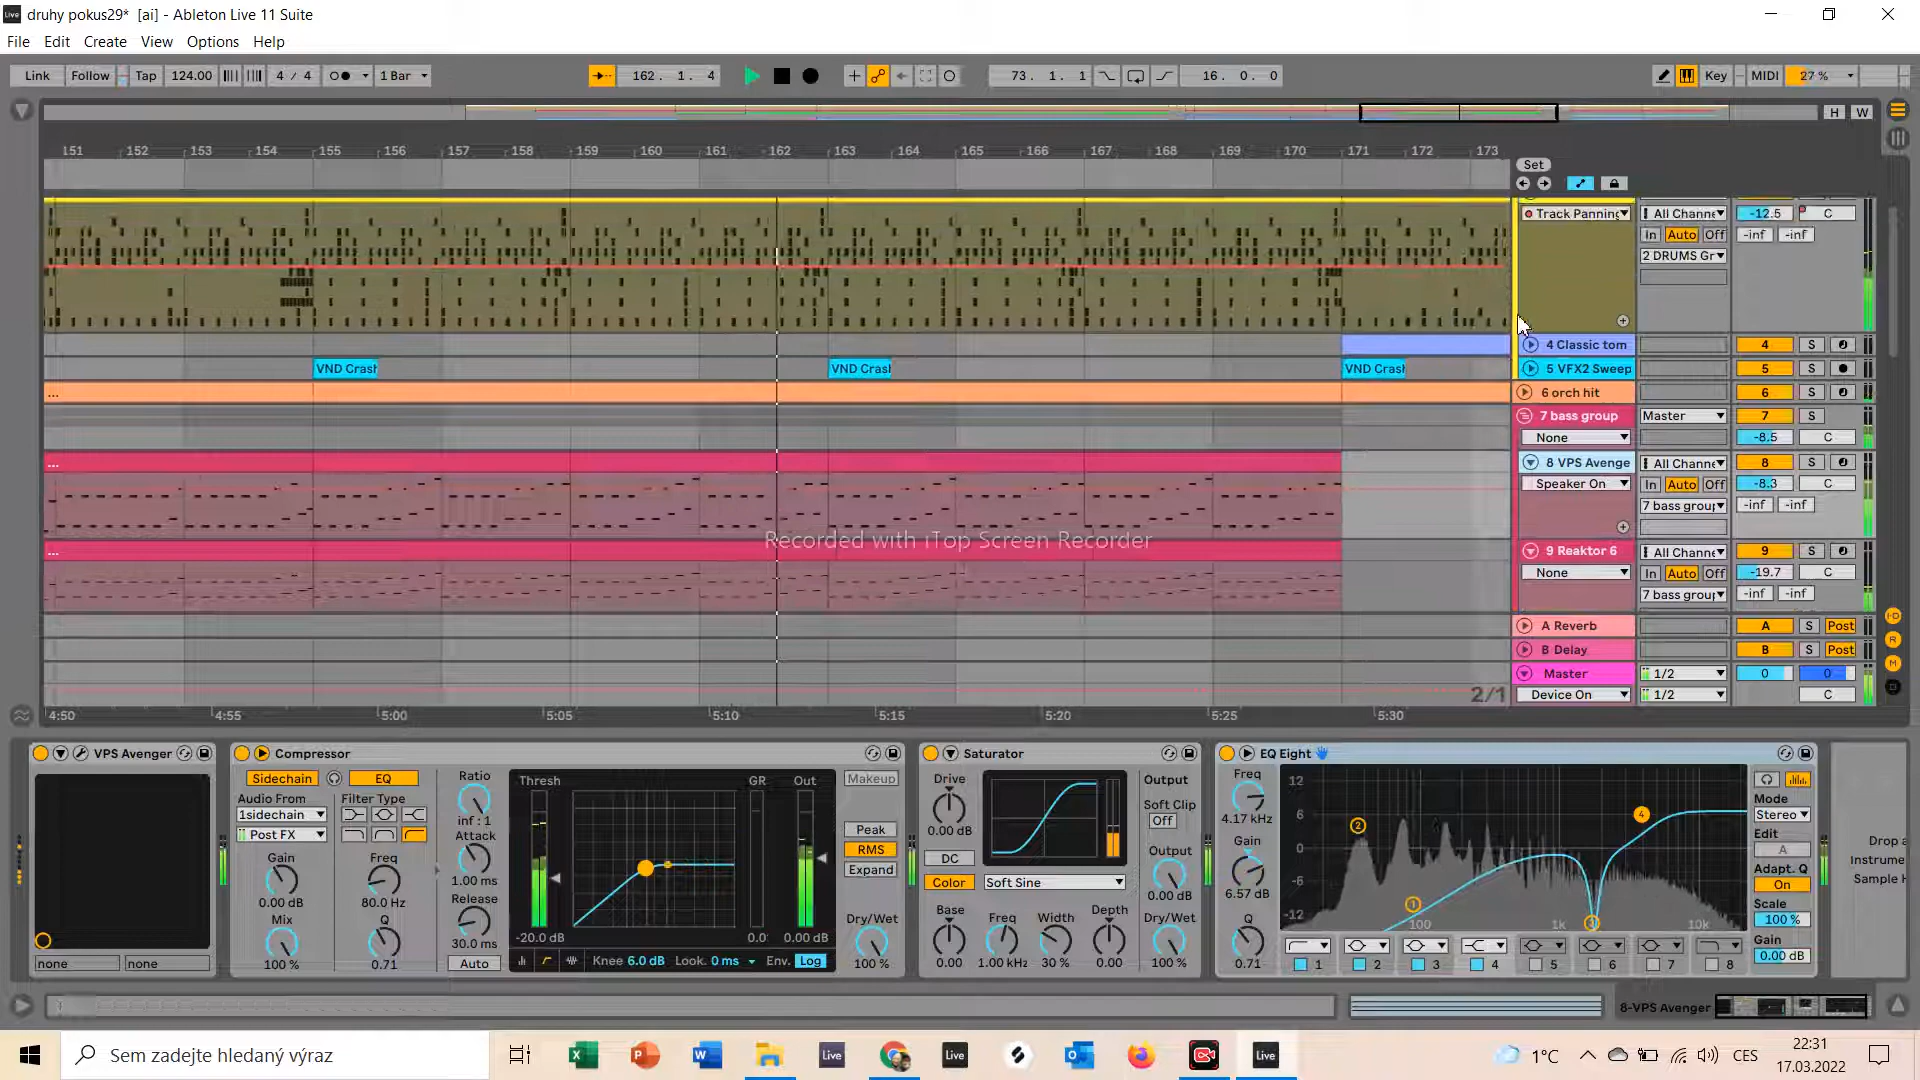 druhy pokus29* [ai] - Ableton Live 11 Suite
File Edit Create View Options Help
Link Follow Tap 124.00 4 / 4 1 Bar 162. 1. 4 73. 1. 1 16. 0. 0 Key MIDI 27 %
H W
151 152 153 154 155 156 157 158 159 160 161 162 163 164 165 166 167 168 169 170 171 172 173
Set
Track Panning All Channe -12.5 C
In Auto Off -inf -inf
2 DRUMS Gr
4 Classic tom 4 S
VND Crash VND Crash VND Crash 5 VFX2 Sweep 5 S
... 6 orch hit 6 S
7 bass group Master 7 S
None -8.5 C
... 8 VPS Avenge All Channe 8 S
Speaker On In Auto Off -8.3 C
7 bass group -inf -inf
Recorded with iTop Screen Recorder
... 9 Reaktor 6 All Channe 9 S
None In Auto Off -19.7 C
7 bass group -inf -inf
A Reverb A S Post
B Delay B S Post
Master 1/2 0 0
2/1 Device On 1/2 C
4:50 4:55 5:00 5:05 5:10 5:15 5:20 5:25 5:30
VPS Avenger
none none
Compressor
Sidechain EQ
Audio From Filter Type
1sidechain
Post FX
Gain Freq
0.00 dB 80.0 Hz
Mix Q
100 % 0.71
Ratio
inf : 1
Attack
1.00 ms
Release
30.0 ms
Auto
Thresh GR Out
-20.0 dB 0.00 dB
Knee 6.0 dB Look. 0 ms Env. Log
Makeup
Peak
RMS
Expand
Dry/Wet
100 %
Saturator
Drive
0.00 dB
DC
Color Soft Sine
Base Freq Width Depth
0.00 1.00 kHz 30 % 0.00
Output
Soft Clip
Off
Output
0.00 dB
Dry/Wet
100 %
EQ Eight
Freq
4.17 kHz
Gain
6.57 dB
Q
0.71
12
6
0
-6
-12
100 1k 10k
1 2 3 4
1 2 3 4 5 6 7 8
Mode
Stereo
Edit
A
Adapt. Q
On
Scale
100 %
Gain
0.00 dB
Drop a
Instrume
Sample H
8-VPS Avenger
Sem zadejte hledaný výraz
1°C CES
22:31
17.03.2022